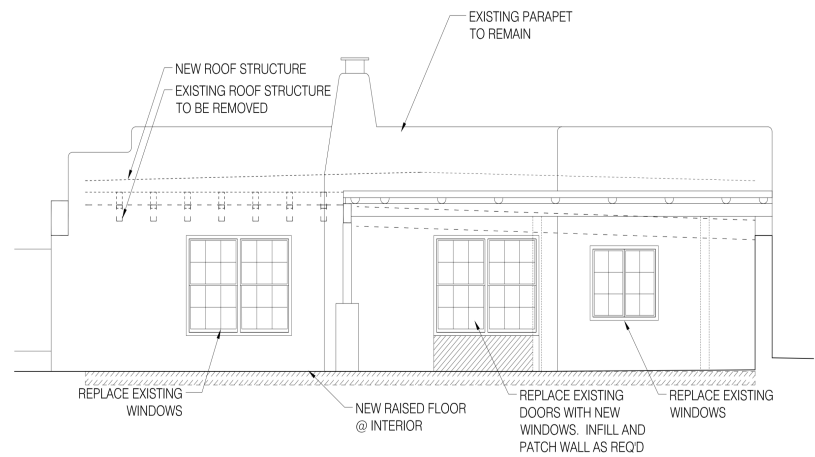 EXISTING PARAPET
TO REMAIN
NEW ROOF STRUCTURE
EXISTING ROOF STRUCTURE
TO BE REMOVED
REPLACE EXISTING
WINDOWS
NEW RAISED FLOOR
@ INTERIOR
REPLACE EXISTING
DOORS WITH NEW
WINDOWS. INFILL AND
PATCH WALL AS REQ'D
REPLACE EXISTING
WINDOWS